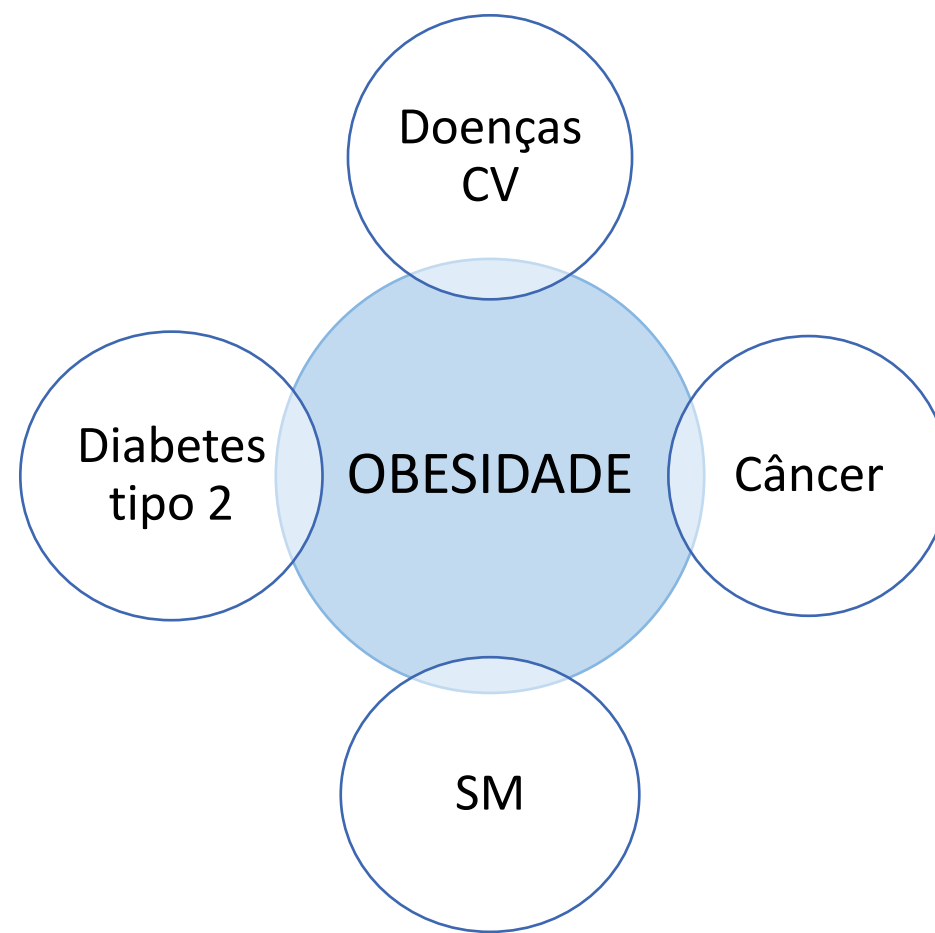 Doenças
CV
Diabetes
tipo 2
OBESIDADE
Câncer
SM